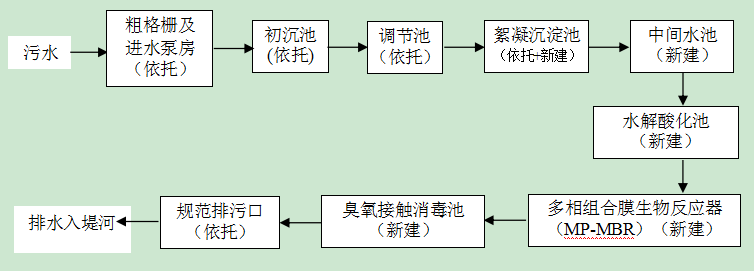 污水
粗格栅及
进水泵房
（依托）
初沉池
(依托)
调节池
（依托）
絮凝沉淀池
（依托+新建）
中间水池
（新建）
水解酸化池
（新建）
多相组合膜生物反应器
（MP-MBR）（新建）
臭氧接触消毒池
（新建）
规范排污口
（依托）
排水入堤河